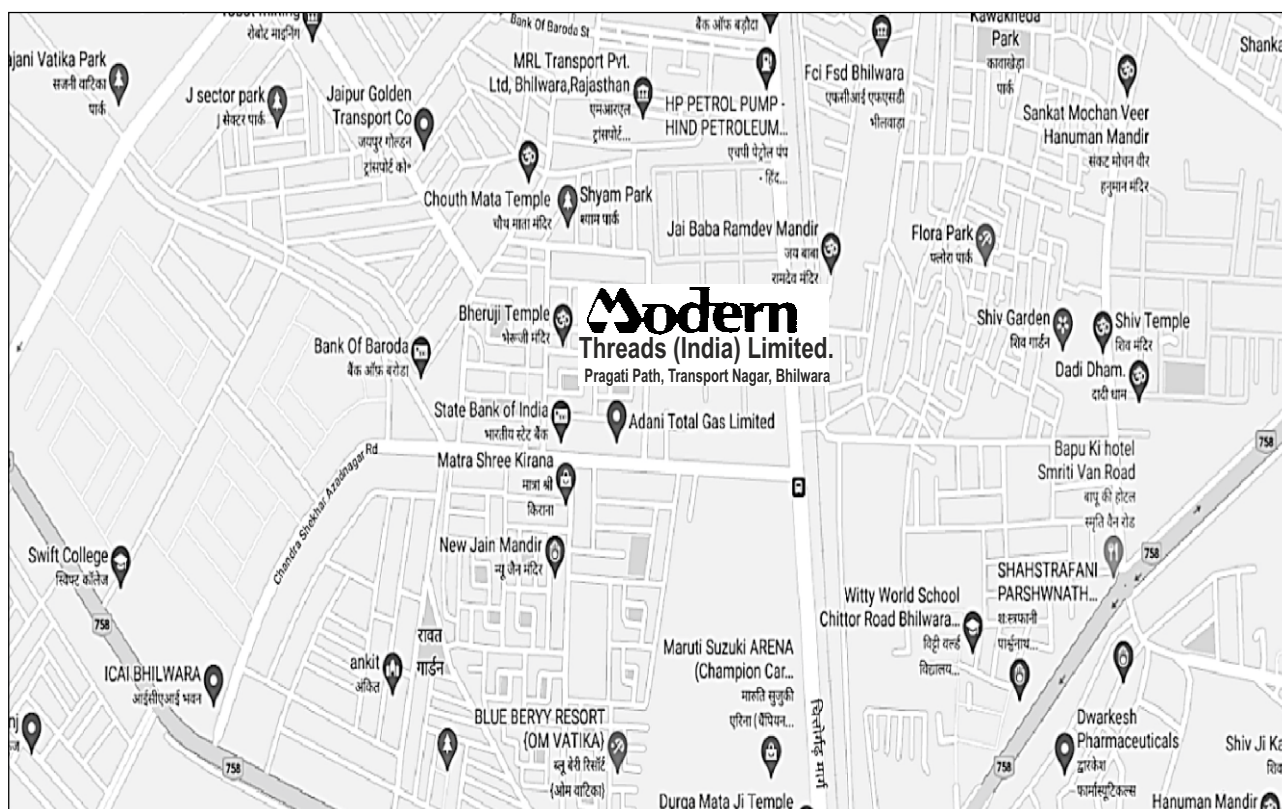 Bank Of Baroda St
रोबोट माइनिंग
बैंक ऑफ बड़ौदा
Kawakheda
Park
कावाखेड़ा
पार्क
ajani Vatika Park
सजनी वाटिका
पार्क
J sector park
J सेक्टर पार्क
Jaipur Golden
Transport Co
जयपुर गोल्डन
ट्रांसपोर्ट को॰
MRL Transport Pvt.
Ltd, Bhilwara,Rajasthan
एमआरएल
ट्रांसपोर्ट...
HP PETROL PUMP -
HIND PETROLEUM...
एचपी पेट्रोल पंप
- हिंद...
Fci Fsd Bhilwara
एफसीआई एफएसडी
भीलवाड़ा
Shanka
Sankat Mochan Veer
Hanuman Mandir
संकट मोचन वीर
हनुमान मंदिर
Chouth Mata Temple
चौथ माता मंदिर
Shyam Park
श्याम पार्क
Jai Baba Ramdev Mandir
जय बाबा
रामदेव मंदिर
Flora Park
फ्लोरा पार्क
Bheruji Temple
भेरूजी मंदिर
Modern
Threads (India) Limited.
Pragati Path, Transport Nagar, Bhilwara
Shiv Garden
शिव गार्डन
Shiv Temple
शिव मंदिर
Bank Of Baroda
बैंक ऑफ़ बरोडा
Dadi Dham.
दादी धाम
State Bank of India
भारतीय स्टेट बैंक
Adani Total Gas Limited
Chandra Shekhar Azadnagar Rd
Matra Shree Kirana
मात्रा श्री
किराना
Bapu Ki hotel
Smriti Van Road
बापू की होटल
स्मृति वैन रोड
758
New Jain Mandir
न्यू जैन मंदिर
Swift College
स्विफ्ट कॉलेज
758
SHAHSTRAFANI
PARSHWNATH...
पार्श्वनाथ...
758
Witty World School
Chittor Road Bhilwara...
विट्टी वर्ल्ड
विद्यालय...
रावत
गार्डन
ankit
अंकित
ICAI BHILWARA
आईसीएआई भवन
Maruti Suzuki ARENA
(Champion Car...
मारुति सुजुकी
एरिना (चैंपियन...
चित्तौर्गढ़ मार्ग
BLUE BERYY RESORT
(OM VATIKA)
ब्लू बेरी रिसॉर्ट
(ओम वाटिका)
Dwarkesh
Pharmaceuticals
द्वारकेश
फार्मास्यूटिकल्स
nj
Shiv Ji Ka
शिव
758
758
Durga Mata Ji Temple
Hanuman Mandir